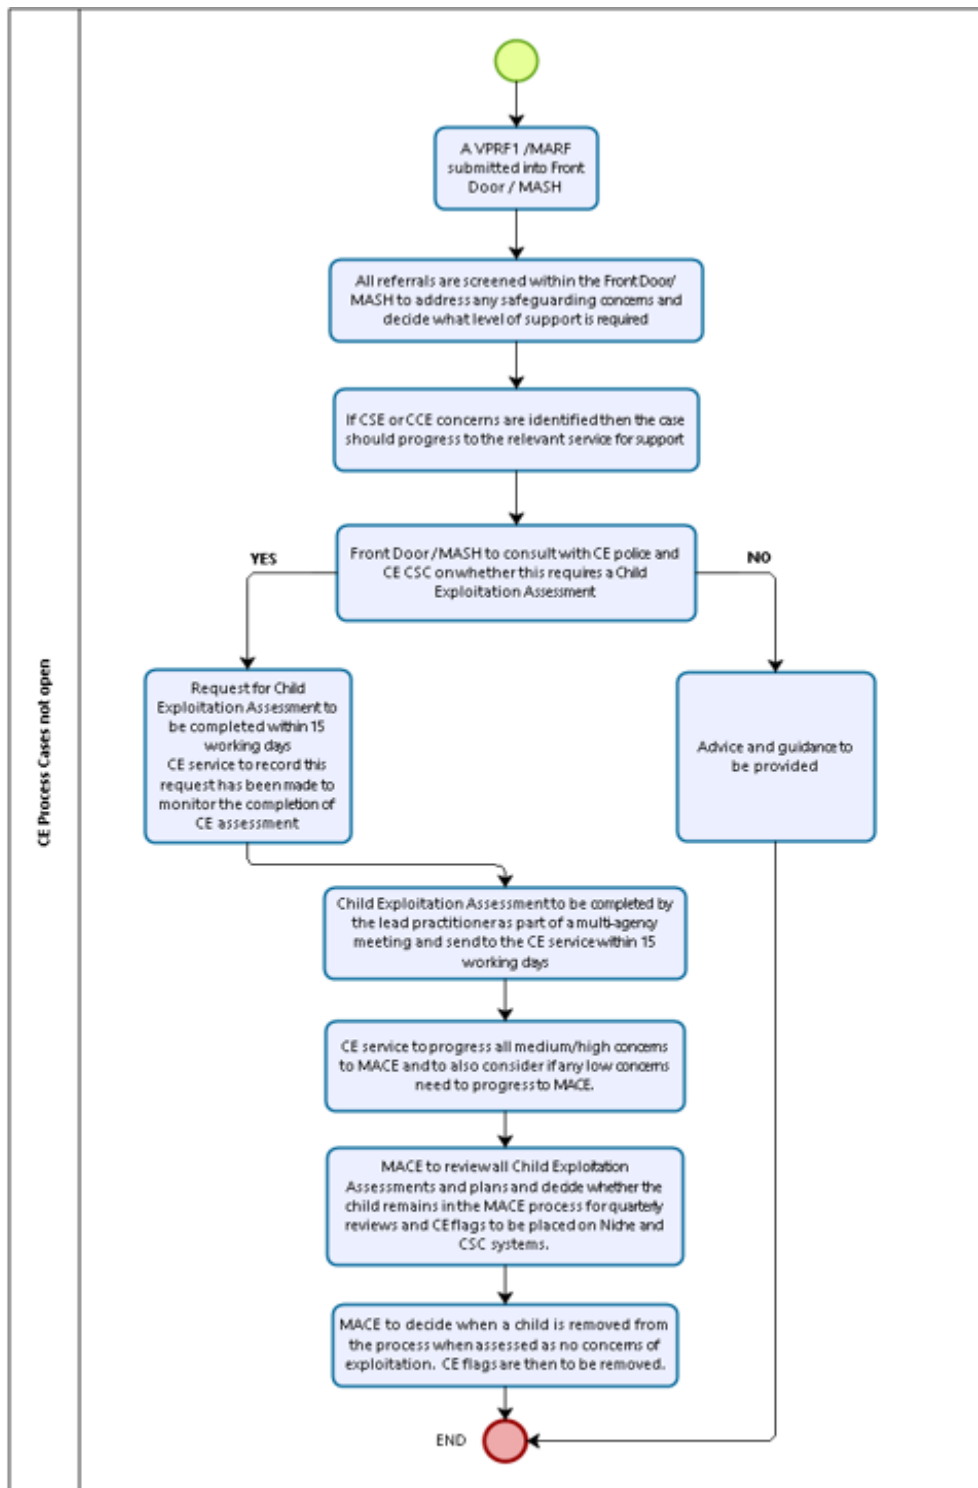 A VPRF1 /MARF
submitted into Front
Door / MASH
All referrals are screened within the Front Door/
MASH to address any safeguarding concerns and
decide what level of support is required
If CSE or CCE concerns are identified then the case
should progress to the relevant service for support
YES
Front Door / MASH to consult with CE police and
CE CSC on whether this requires a Child
Exploitation Assessment
NO
CE Process Cases not open
Request for Child
Exploitation Assessment to
be completed within 15
working days
CE service to record this
request has been made to
monitor the completion of
CE assessment
Advice and guidance to
be provided
Child Exploitation Assessment to be completed by
the lead practitioner as part of a multi-agency
meeting and send to the CE service within 15
working days
CE service to progress all medium/high concerns
to MACE and to also consider if any low concerns
need to progress to MACE.
MACE to review all Child Exploitation
Assessments and plans and decide whether the
child remains in the MACE process for quarterly
reviews and CE flags to be placed on Niche and
CSC systems.
MACE to decide when a child is removed from
the process when assessed as no concerns of
exploitation. CE flags are then to be removed.
END